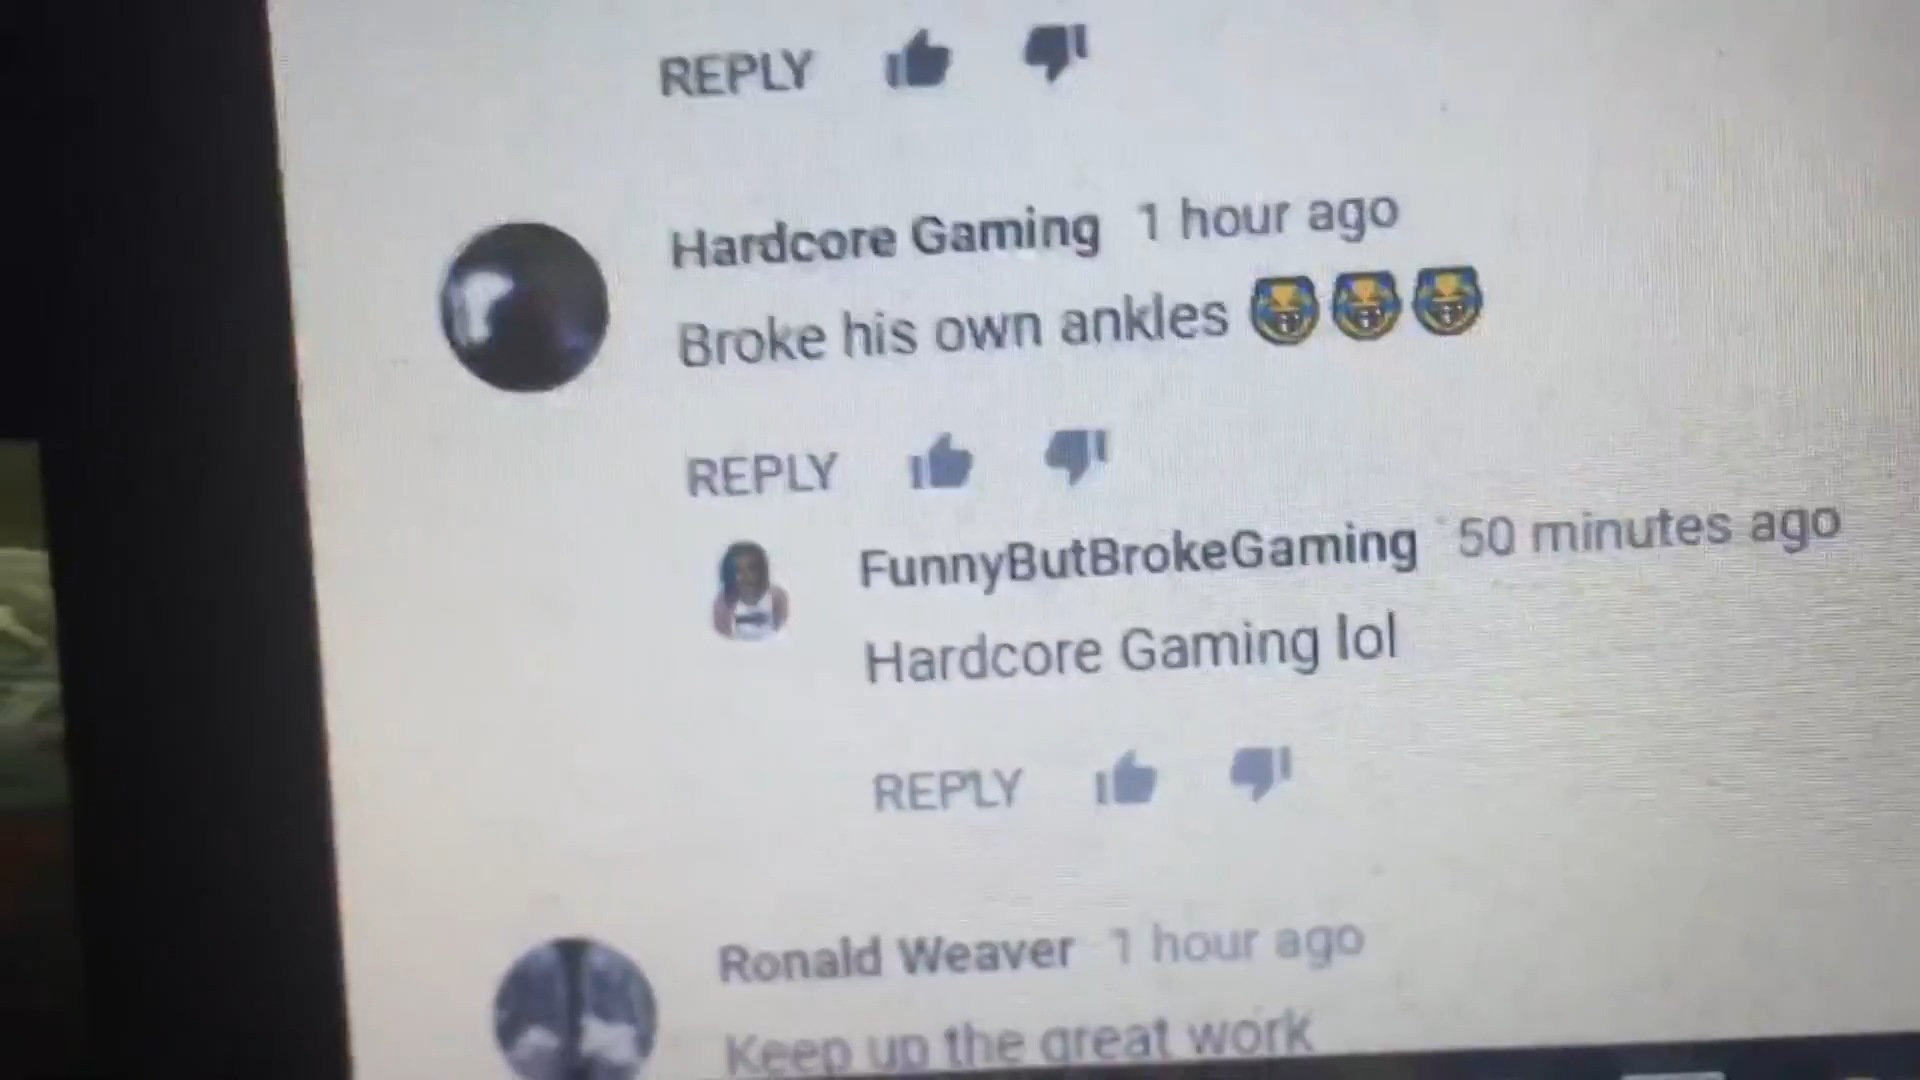 REPLY
Hardcore Gaming 1 hour ago
Broke his own ankles 😹😹😹
REPLY
FunnyButBrokeGaming 50 minutes ago
Hardcore Gaming lol
REPLY
Ronald Weaver 1 hour ago
Keep up the great work